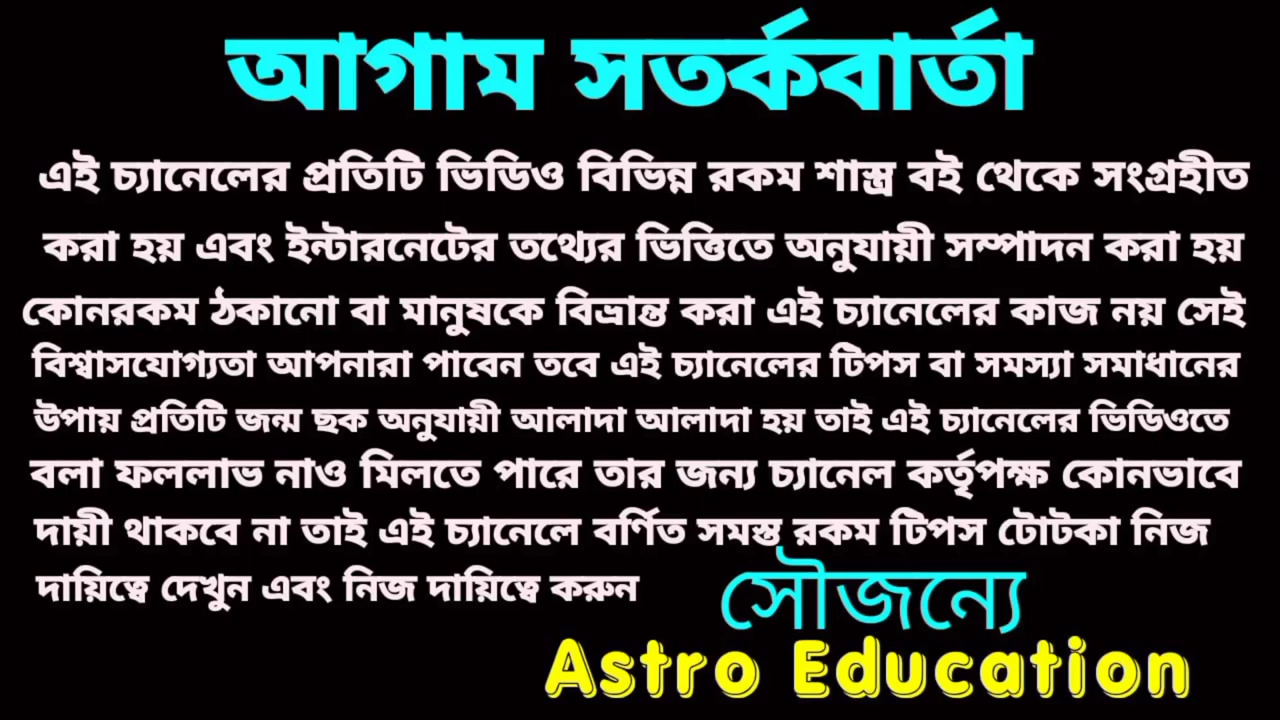 আগাম সতর্কবার্তা
এই চ্যানেলের প্রতিটি ভিডিও বিভিন্ন রকম শাস্ত্র বই থেকে সংগ্রহীত
করা হয় এবং ইন্টারনেটের তথ্যের ভিত্তিতে অনুযায়ী সম্পাদন করা হয়
কোনরকম ঠকানো বা মানুষকে বিভ্রান্ত করা এই চ্যানেলের কাজ নয় সেই
বিশ্বাসযোগ্যতা আপনারা পাবেন তবে এই চ্যানেলের টিপস বা সমস্যা সমাধানের
উপায় প্রতিটি জন্ম ছক অনুযায়ী আলাদা আলাদা হয় তাই এই চ্যানেলের ভিডিওতে
বলা ফললাভ নাও মিলতে পারে তার জন্য চ্যানেল কর্তৃপক্ষ কোনভাবে
দায়ী থাকবে না তাই এই চ্যানেলে বর্ণিত সমস্ত রকম টিপস টোটকা নিজ
দায়িত্বে দেখুন এবং নিজ দায়িত্বে করুন
সৌজন্যে
Astro Education